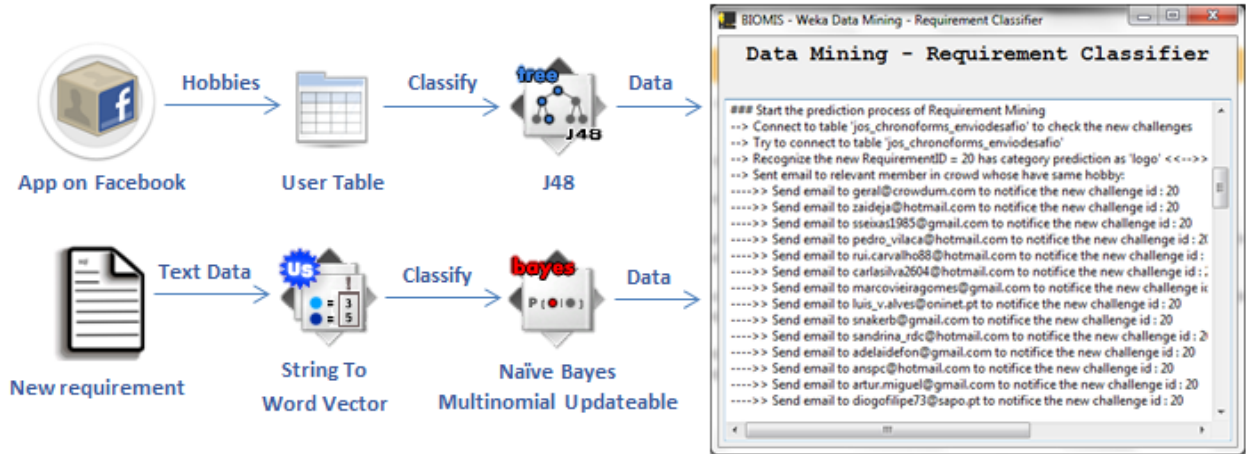 Hobbies
Classify
Data
tree
J48
App on Facebook
User Table
J48
Text Data
Classify
Data
Us
bayes
! 
= 3
= 5
P(●|●)
New requirement
String To
Word Vector
Naïve Bayes
Multinomial Updateable
BIOMIS - Weka Data Mining - Requirement Classifier
Data Mining - Requirement Classifier
### Start the prediction process of Requirement Mining
--> Connect to table 'jos_chronoforms_enviodesafio' to check the new challenges
--> Try to connect to table 'jos_chronoforms_enviodesafio'
--> Recognize the new RequirementID = 20 has category prediction as 'logo' <<-->>
--> Sent email to relevant member in crowd whose have same hobby:
---->> Send email to geral@crowdum.com to notifice the new challenge id : 20
---->> Send email to zaideja@hotmail.com to notifice the new challenge id : 20
---->> Send email to sseixas1985@gmail.com to notifice the new challenge id : 20
---->> Send email to pedro_vilaca@hotmail.com to notifice the new challenge id : 2
---->> Send email to rui.carvalho88@hotmail.com to notifice the new challenge id :
---->> Send email to carlasilva2604@hotmail.com to notifice the new challenge id :
---->> Send email to marcovieiragomes@gmail.com to notifice the new challenge
---->> Send email to luis_v.alves@oninet.pt to notifice the new challenge id : 20
---->> Send email to snakerb@gmail.com to notifice the new challenge id : 20
---->> Send email to sandrina_rdc@hotmail.com to notifice the new challenge id : 2
---->> Send email to adelaidefon@gmail.com to notifice the new challenge id : 20
---->> Send email to anspc@hotmail.com to notifice the new challenge id : 20
---->> Send email to artur.miguel@gmail.com to notifice the new challenge id : 20
---->> Send email to diogofilipe73@sapo.pt to notifice the new challenge id : 20